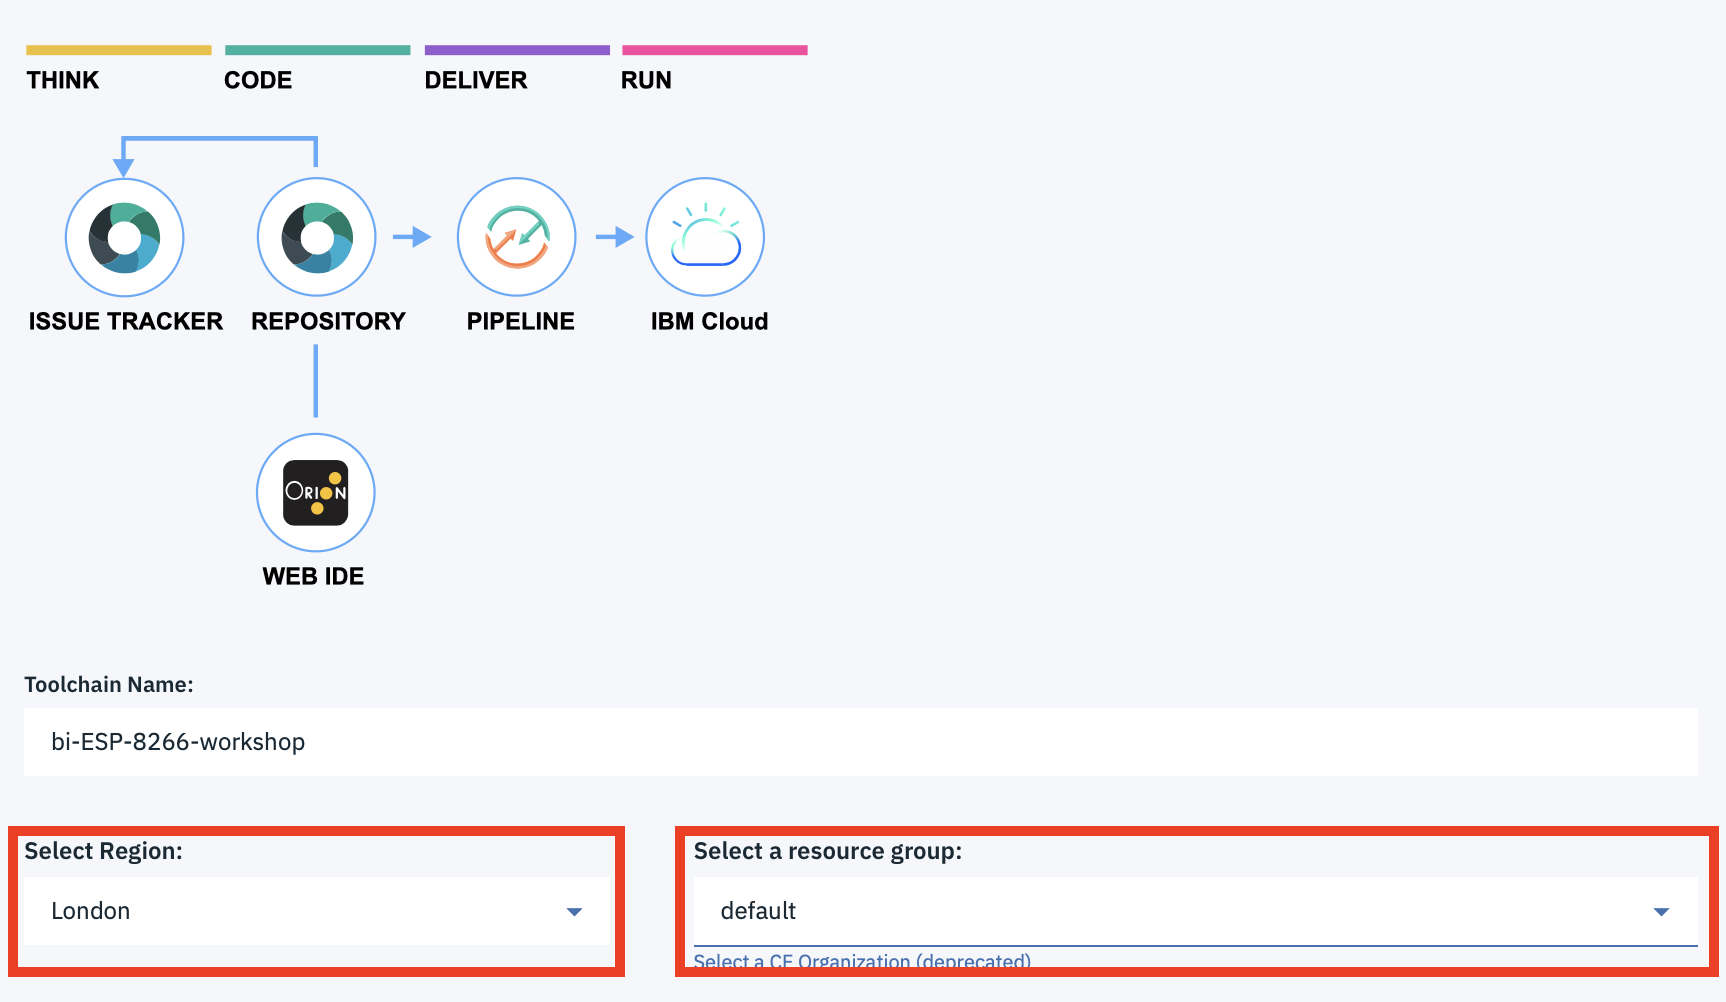 THINK CODE DELIVER RUN
ISSUE TRACKER REPOSITORY PIPELINE IBM Cloud
ORION
WEB IDE
Toolchain Name:
bi-ESP-8266-workshop
Select Region: Select a resource group:
London default
Select a CF Organization (deprecated)